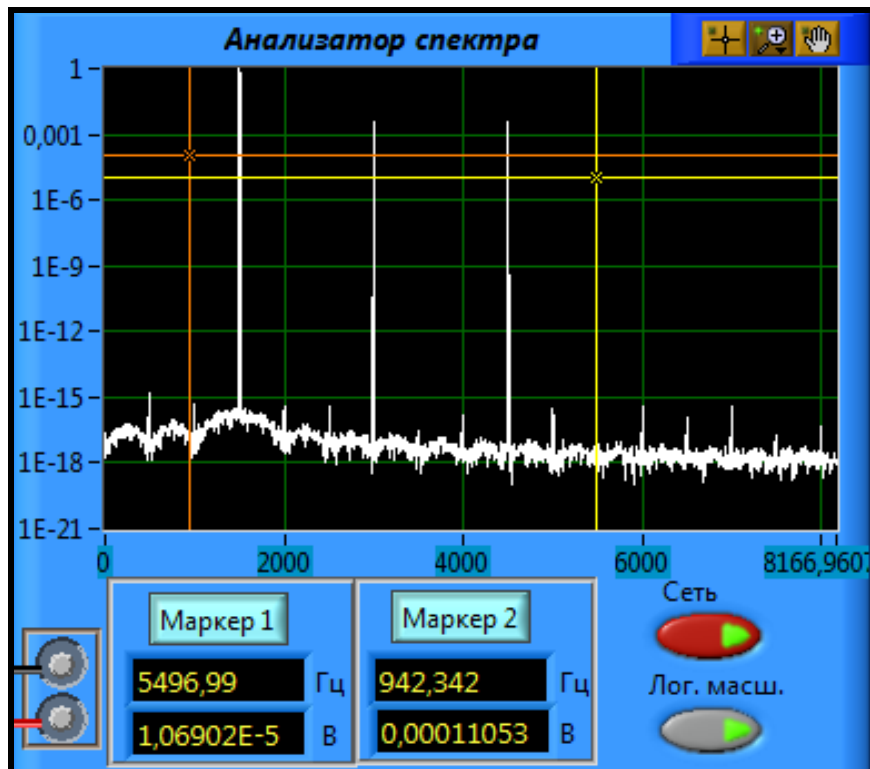 Анализатор спектра
1
0,001
1E-6
1E-9
1E-12
1E-15
1E-18
1E-21
0 2000 4000 6000 8166,9607
Маркер 1
5496,99 Гц
1,06902E-5 В
Маркер 2
942,342 Гц
0,00011053 В
Сеть
Лог. масш.